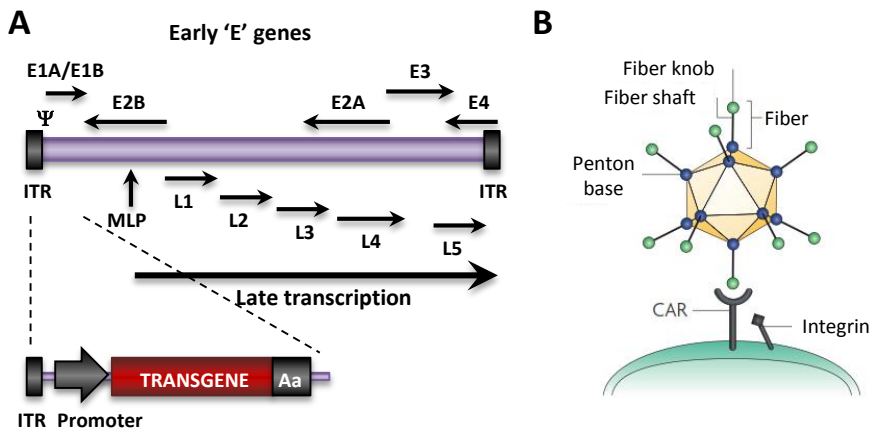 A
Early ‘E’ genes
E1A/E1B
E3
E2B
E2A
E4
Ψ
ITR
ITR
MLP
L1
L2
L3
L4
L5
Late transcription
TRANSGENE
Aa
ITR
Promoter
B
Fiber knob
Fiber shaft
Fiber
Penton
base
CAR
Integrin